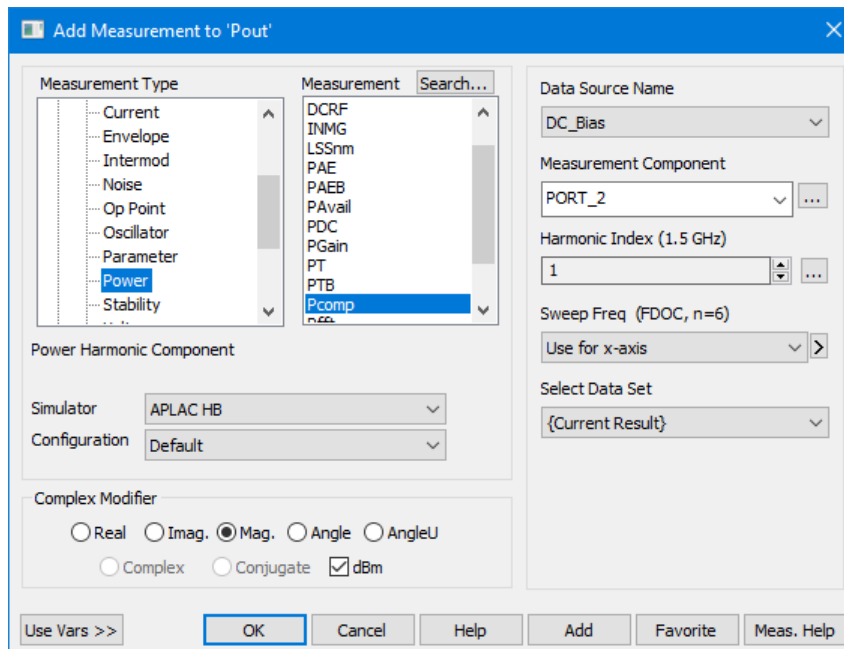 Add Measurement to 'Pout'
Measurement Type
Current
Envelope
Intermod
Noise
Op Point
Oscillator
Parameter
Power
Stability
Measurement
Search...
DCRF
INMG
LSSnm
PAE
PAEB
PAvail
PDC
PGain
PT
PTB
Pcomp
Power Harmonic Component
Simulator
APLAC HB
Configuration
Default
Complex Modifier
Real
Imag.
Mag.
Angle
AngleU
Complex
Conjugate
dBm
Data Source Name
DC_Bias
Measurement Component
PORT_2
...
Harmonic Index (1.5 GHz)
1
...
Sweep Freq (FDOC, n=6)
Use for x-axis
>
Select Data Set
{Current Result}
Use Vars >>
OK
Cancel
Help
Add
Favorite
Meas. Help